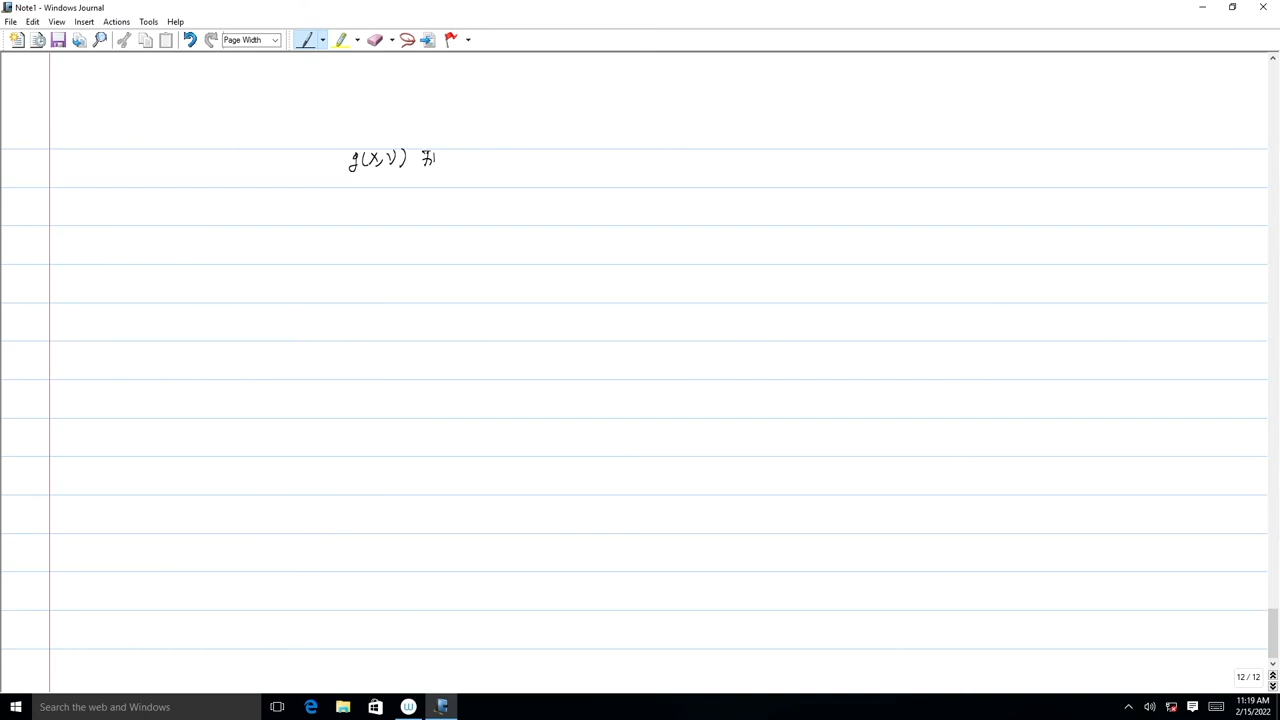 Note1 - Windows Journal
File Edit View Insert Actions Tools Help
Page Width
g(x,v)
12 / 12
Search the web and Windows
11:19 AM
2/15/2022